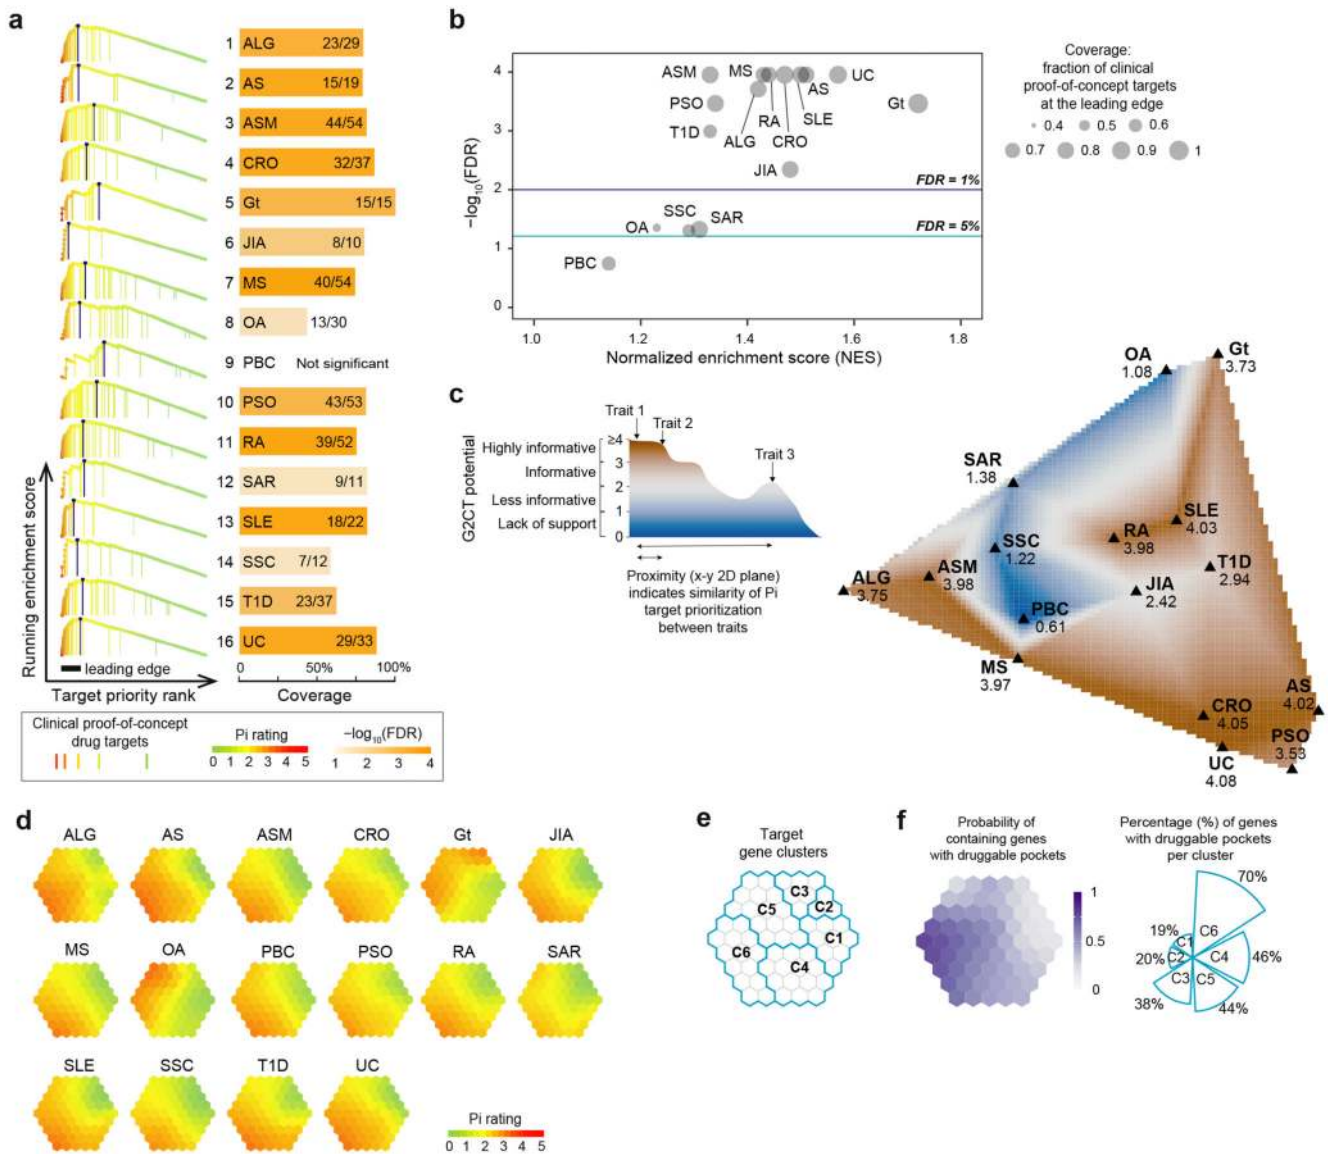 a
1 ALG 23/29
2 AS 15/19
3 ASM 44/54
4 CRO 32/37
5 Gt 15/15
6 JIA 8/10
7 MS 40/54
8 OA 13/30
9 PBC Not significant
10 PSO 43/53
11 RA 39/52
12 SAR 9/11
13 SLE 18/22
14 SSC 7/12
15 T1D 23/37
16 UC 29/33
Running enrichment score
leading edge
Target priority rank
0 50% 100%
Coverage
Clinical proof-of-concept
drug targets
Pi rating
0 1 2 3 4 5
−log10(FDR)
1 2 3 4
b
−log10(FDR)
4
3
2
1
0
ASM
MS
UC
AS
PSO
Gt
SLE
RA
T1D
ALG
CRO
JIA
FDR = 1%
SSC
SAR
OA
FDR = 5%
PBC
1.0 1.2 1.4 1.6 1.8
Normalized enrichment score (NES)
Coverage:
fraction of clinical
proof-of-concept targets
at the leading edge
0.4 0.5 0.6
0.7 0.8 0.9 1
c
G2CT potential
Trait 1
Trait 2
Trait 3
Highly informative
Informative
Less informative
Lack of support
≥4
3
2
1
0
Proximity (x-y 2D plane)
indicates similarity of Pi
target prioritization
between traits
OA
1.08
Gt
3.73
SAR
1.38
SLE
4.03
RA
3.98
SSC
1.22
T1D
2.94
ASM
3.98
ALG
3.75
JIA
2.42
PBC
0.61
MS
3.97
AS
4.02
CRO
4.05
PSO
3.53
UC
4.08
d
ALG AS ASM CRO Gt JIA
MS OA PBC PSO RA SAR
SLE SSC T1D UC
Pi rating
0 1 2 3 4 5
e
Target
gene clusters
C3
C2
C5
C1
C6
C4
f
Probability of
containing genes
with druggable pockets
1
0.5
0
Percentage (%) of genes
with druggable pockets
per cluster
70%
19%
C1 C6
20% C2 C4 46%
C3 C5
38%
44%